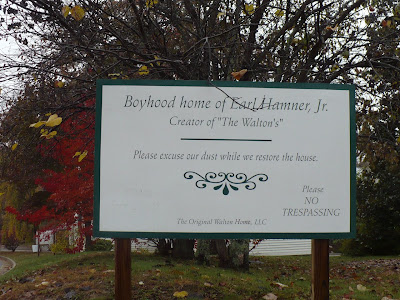 Boyhood home of Earl Hamner, Jr.
Creator of "The Walton's"
Please excuse our dust while we restore the house.
Please
NO
TRESPASSING
The Original Walton Home, LLC